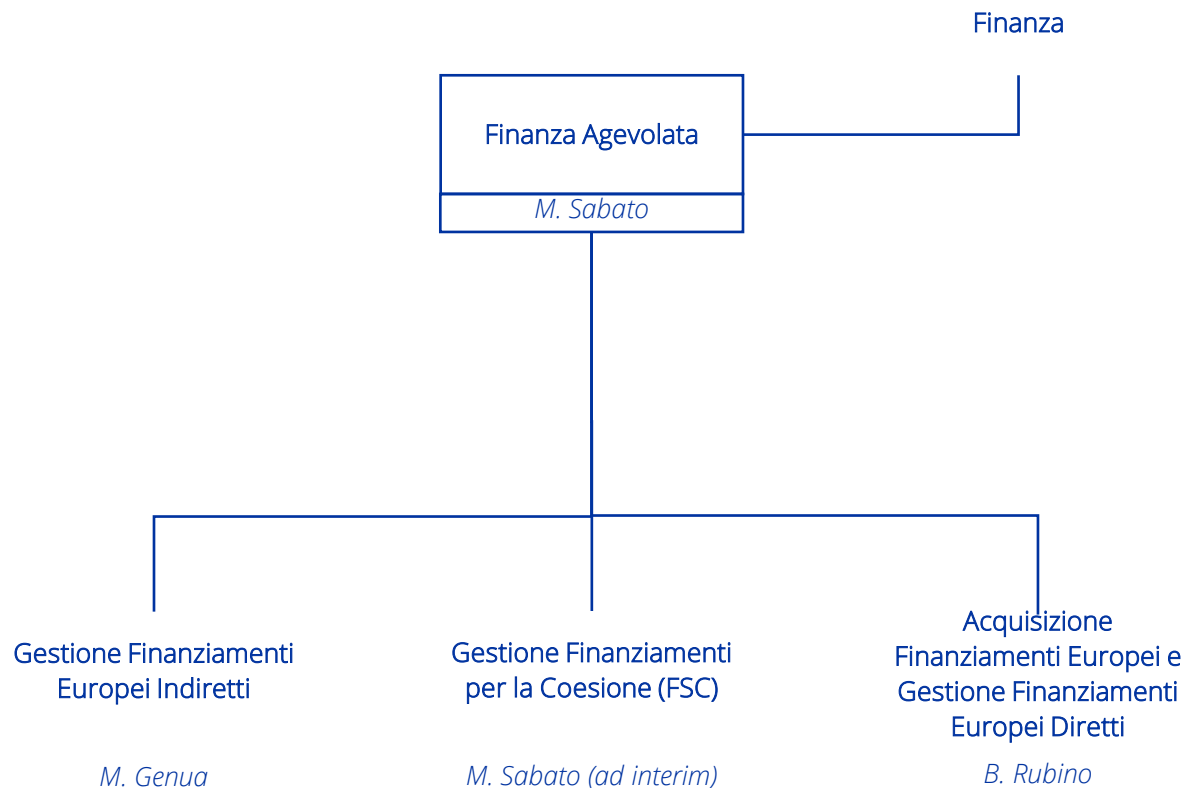 Finanza
Finanza Agevolata
M. Sabato
Gestione Finanziamenti
Europei Indiretti
M. Genua
Gestione Finanziamenti
per la Coesione (FSC)
M. Sabato (ad interim)
Acquisizione
Finanziamenti Europei e
Gestione Finanziamenti
Europei Diretti
B. Rubino